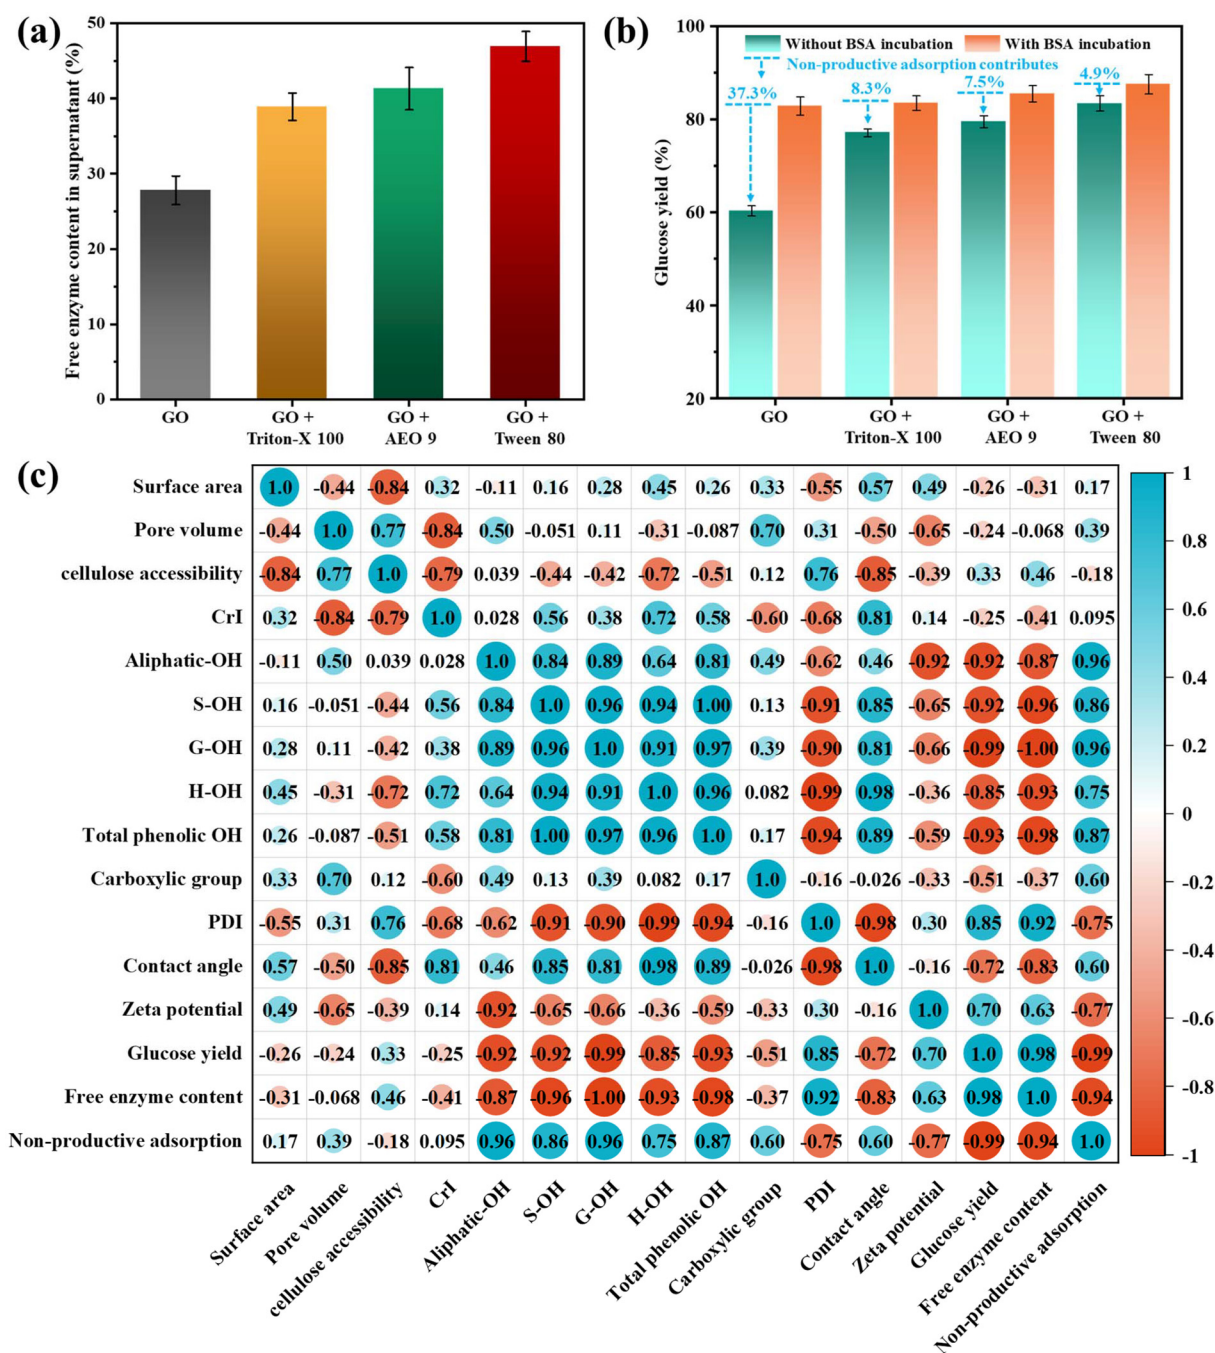 (a)
Free enzyme content in supernatant (%)
50
40
30
20
10
0
GO
GO +
Triton-X 100
GO +
AEO 9
GO +
Tween 80
(b)
Glucose yield (%)
100
80
60
40
20
Without BSA incubation With BSA incubation
Non-productive adsorption contributes
37.3%
8.3%
7.5%
4.9%
GO
GO +
Triton-X 100
GO +
AEO 9
GO +
Tween 80
(c)
Surface area 1.0 -0.44 -0.84 0.32 -0.11 0.16 0.28 0.45 0.26 0.33 -0.55 0.57 0.49 -0.26 -0.31 0.17
Pore volume -0.44 1.0 0.77 -0.84 0.50 -0.051 0.11 -0.31 -0.087 0.70 0.31 -0.50 -0.65 -0.24 -0.068 0.39
cellulose accessibility -0.84 0.77 1.0 -0.79 0.039 -0.44 -0.42 -0.72 -0.51 0.12 0.76 -0.85 -0.39 0.33 0.46 -0.18
CrI 0.32 -0.84 -0.79 1.0 0.028 0.56 0.38 0.72 0.58 -0.60 -0.68 0.81 0.14 -0.25 -0.41 0.095
Aliphatic-OH -0.11 0.50 0.039 0.028 1.0 0.84 0.89 0.64 0.81 0.49 -0.62 0.46 -0.92 -0.92 -0.87 0.96
S-OH 0.16 -0.051 -0.44 0.56 0.84 1.0 0.96 0.94 1.00 0.13 -0.91 0.85 -0.65 -0.92 -0.96 0.86
G-OH 0.28 0.11 -0.42 0.38 0.89 0.96 1.0 0.91 0.97 0.39 -0.90 0.81 -0.66 -0.99 -1.00 0.96
H-OH 0.45 -0.31 -0.72 0.72 0.64 0.94 0.91 1.0 0.96 0.082 -0.99 0.98 -0.36 -0.85 -0.93 0.75
Total phenolic OH 0.26 -0.087 -0.51 0.58 0.81 1.00 0.97 0.96 1.0 0.17 -0.94 0.89 -0.59 -0.93 -0.98 0.87
Carboxylic group 0.33 0.70 0.12 -0.60 0.49 0.13 0.39 0.082 0.17 1.0 -0.16 -0.026 -0.33 -0.51 -0.37 0.60
PDI -0.55 0.31 0.76 -0.68 -0.62 -0.91 -0.90 -0.99 -0.94 -0.16 1.0 -0.98 0.30 0.85 0.92 -0.75
Contact angle 0.57 -0.50 -0.85 0.81 0.46 0.85 0.81 0.98 0.89 -0.026 -0.98 1.0 -0.16 -0.72 -0.83 0.60
Zeta potential 0.49 -0.65 -0.39 0.14 -0.92 -0.65 -0.66 -0.36 -0.59 -0.33 0.30 -0.16 1.0 0.70 0.63 -0.77
Glucose yield -0.26 -0.24 0.33 -0.25 -0.92 -0.92 -0.99 -0.85 -0.93 -0.51 0.85 -0.72 0.70 1.0 0.98 -0.99
Free enzyme content -0.31 -0.068 0.46 -0.41 -0.87 -0.96 -1.00 -0.93 -0.98 -0.37 0.92 -0.83 0.63 0.98 1.0 -0.94
Non-productive adsorption 0.17 0.39 -0.18 0.095 0.96 0.86 0.96 0.75 0.87 0.60 -0.75 0.60 -0.77 -0.99 -0.94 1.0
Surface area
Pore volume
cellulose accessibility
CrI
Aliphatic-OH
S-OH
G-OH
H-OH
Total phenolic OH
Carboxylic group
PDI
Contact angle
Zeta potential
Glucose yield
Free enzyme content
Non-productive adsorption
1
0.8
0.6
0.4
0.2
0
-0.2
-0.4
-0.6
-0.8
-1